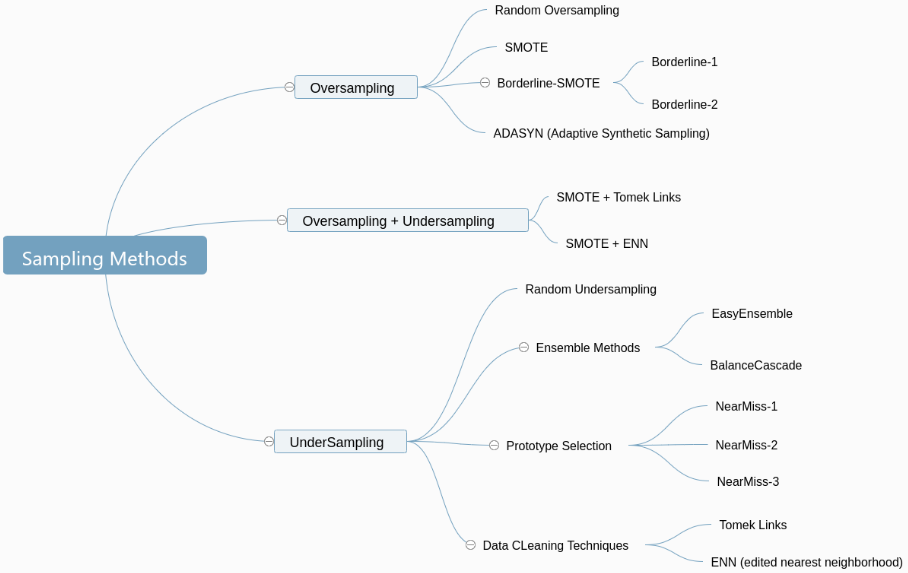 Sampling Methods
Oversampling
Random Oversampling
SMOTE
Borderline-SMOTE
Borderline-1
Borderline-2
ADASYN (Adaptive Synthetic Sampling)
Oversampling + Undersampling
SMOTE + Tomek Links
SMOTE + ENN
UnderSampling
Random Undersampling
Ensemble Methods
EasyEnsemble
BalanceCascade
Prototype Selection
NearMiss-1
NearMiss-2
NearMiss-3
Data CLeaning Techniques
Tomek Links
ENN (edited nearest neighborhood)